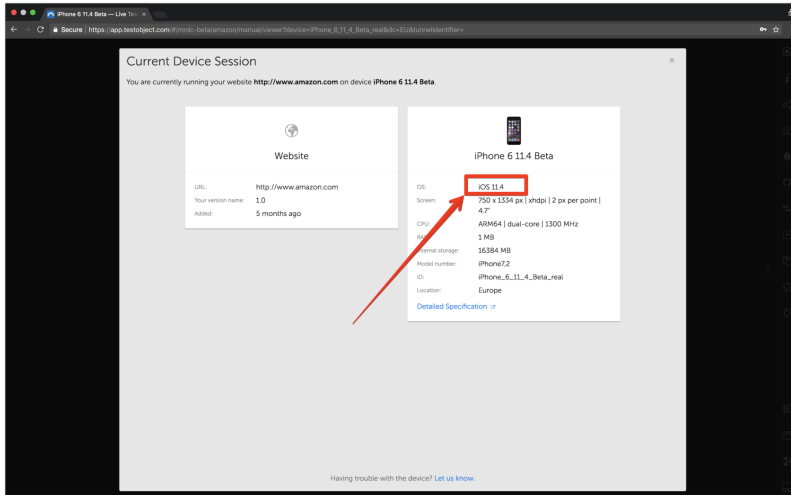 iPhone 6 11.4 Beta — Live Test
Secure | https://app.testobject.com/#/mrdc-beta/amazon/manual/viewer?device=iPhone_6_11_4_Beta_real&dc=EU&tunnelIdentifier=
Current Device Session
×
You are currently running your website http://www.amazon.com on device iPhone 6 11.4 Beta.
Website
URL: http://www.amazon.com
Your version name: 1.0
Added: 5 months ago
iPhone 6 11.4 Beta
OS: iOS 11.4
Screen: 750 x 1334 px | xhdpi | 2 px per point |
4.7"
CPU: ARM64 | dual-core | 1300 MHz
RAM: 1 MB
Internal storage: 16384 MB
Model number: iPhone7,2
ID: iPhone_6_11_4_Beta_real
Location: Europe
Detailed Specification
Having trouble with the device? Let us know.